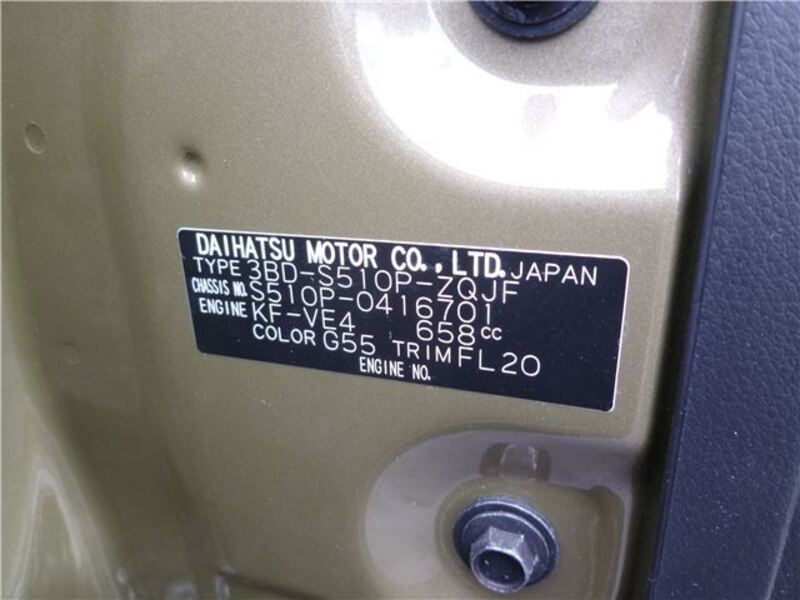 DAIHATSU MOTOR CO., LTD. JAPAN
TYPE 3BD-S510P-ZQJF
CHASSIS NO. S510P-0416701
ENGINE KF-VE4 658cc
COLOR G55 TRIM FL20
ENGINE NO.